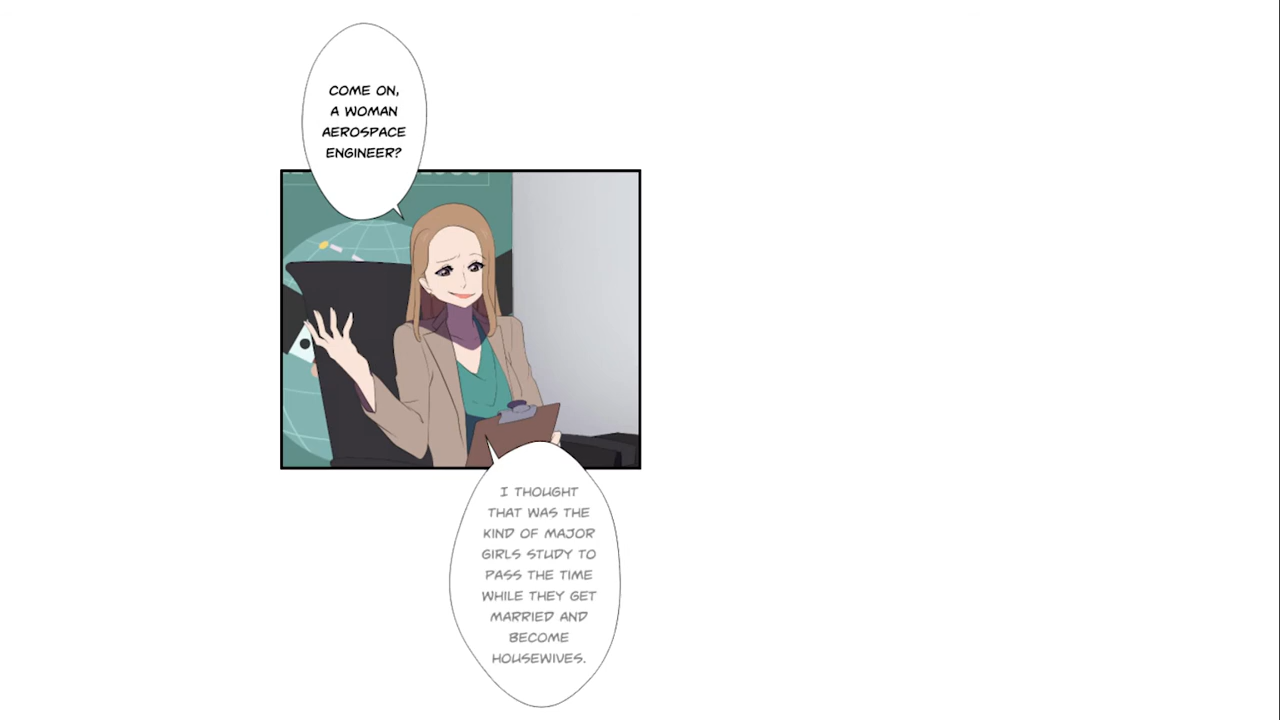 COME ON,
A WOMAN
AEROSPACE
ENGINEER?
I THOUGHT
THAT WAS THE
KIND OF MAJOR
GIRLS STUDY TO
PASS THE TIME
WHILE THEY GET
MARRIED AND
BECOME
HOUSEWIVES.